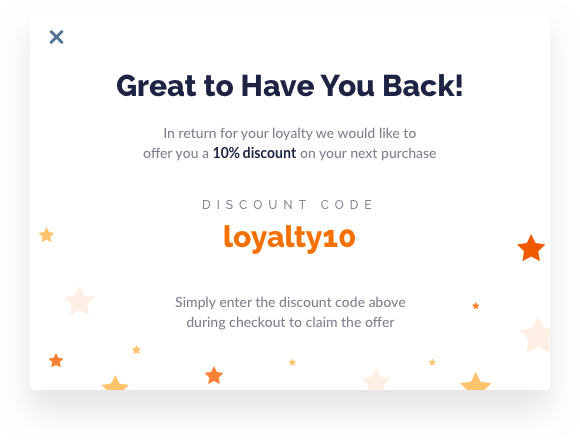 Great to Have You Back!
In return for your loyalty we would like to
offer you a 10% discount on your next purchase
DISCOUNT CODE
loyalty10
Simply enter the discount code above
during checkout to claim the offer